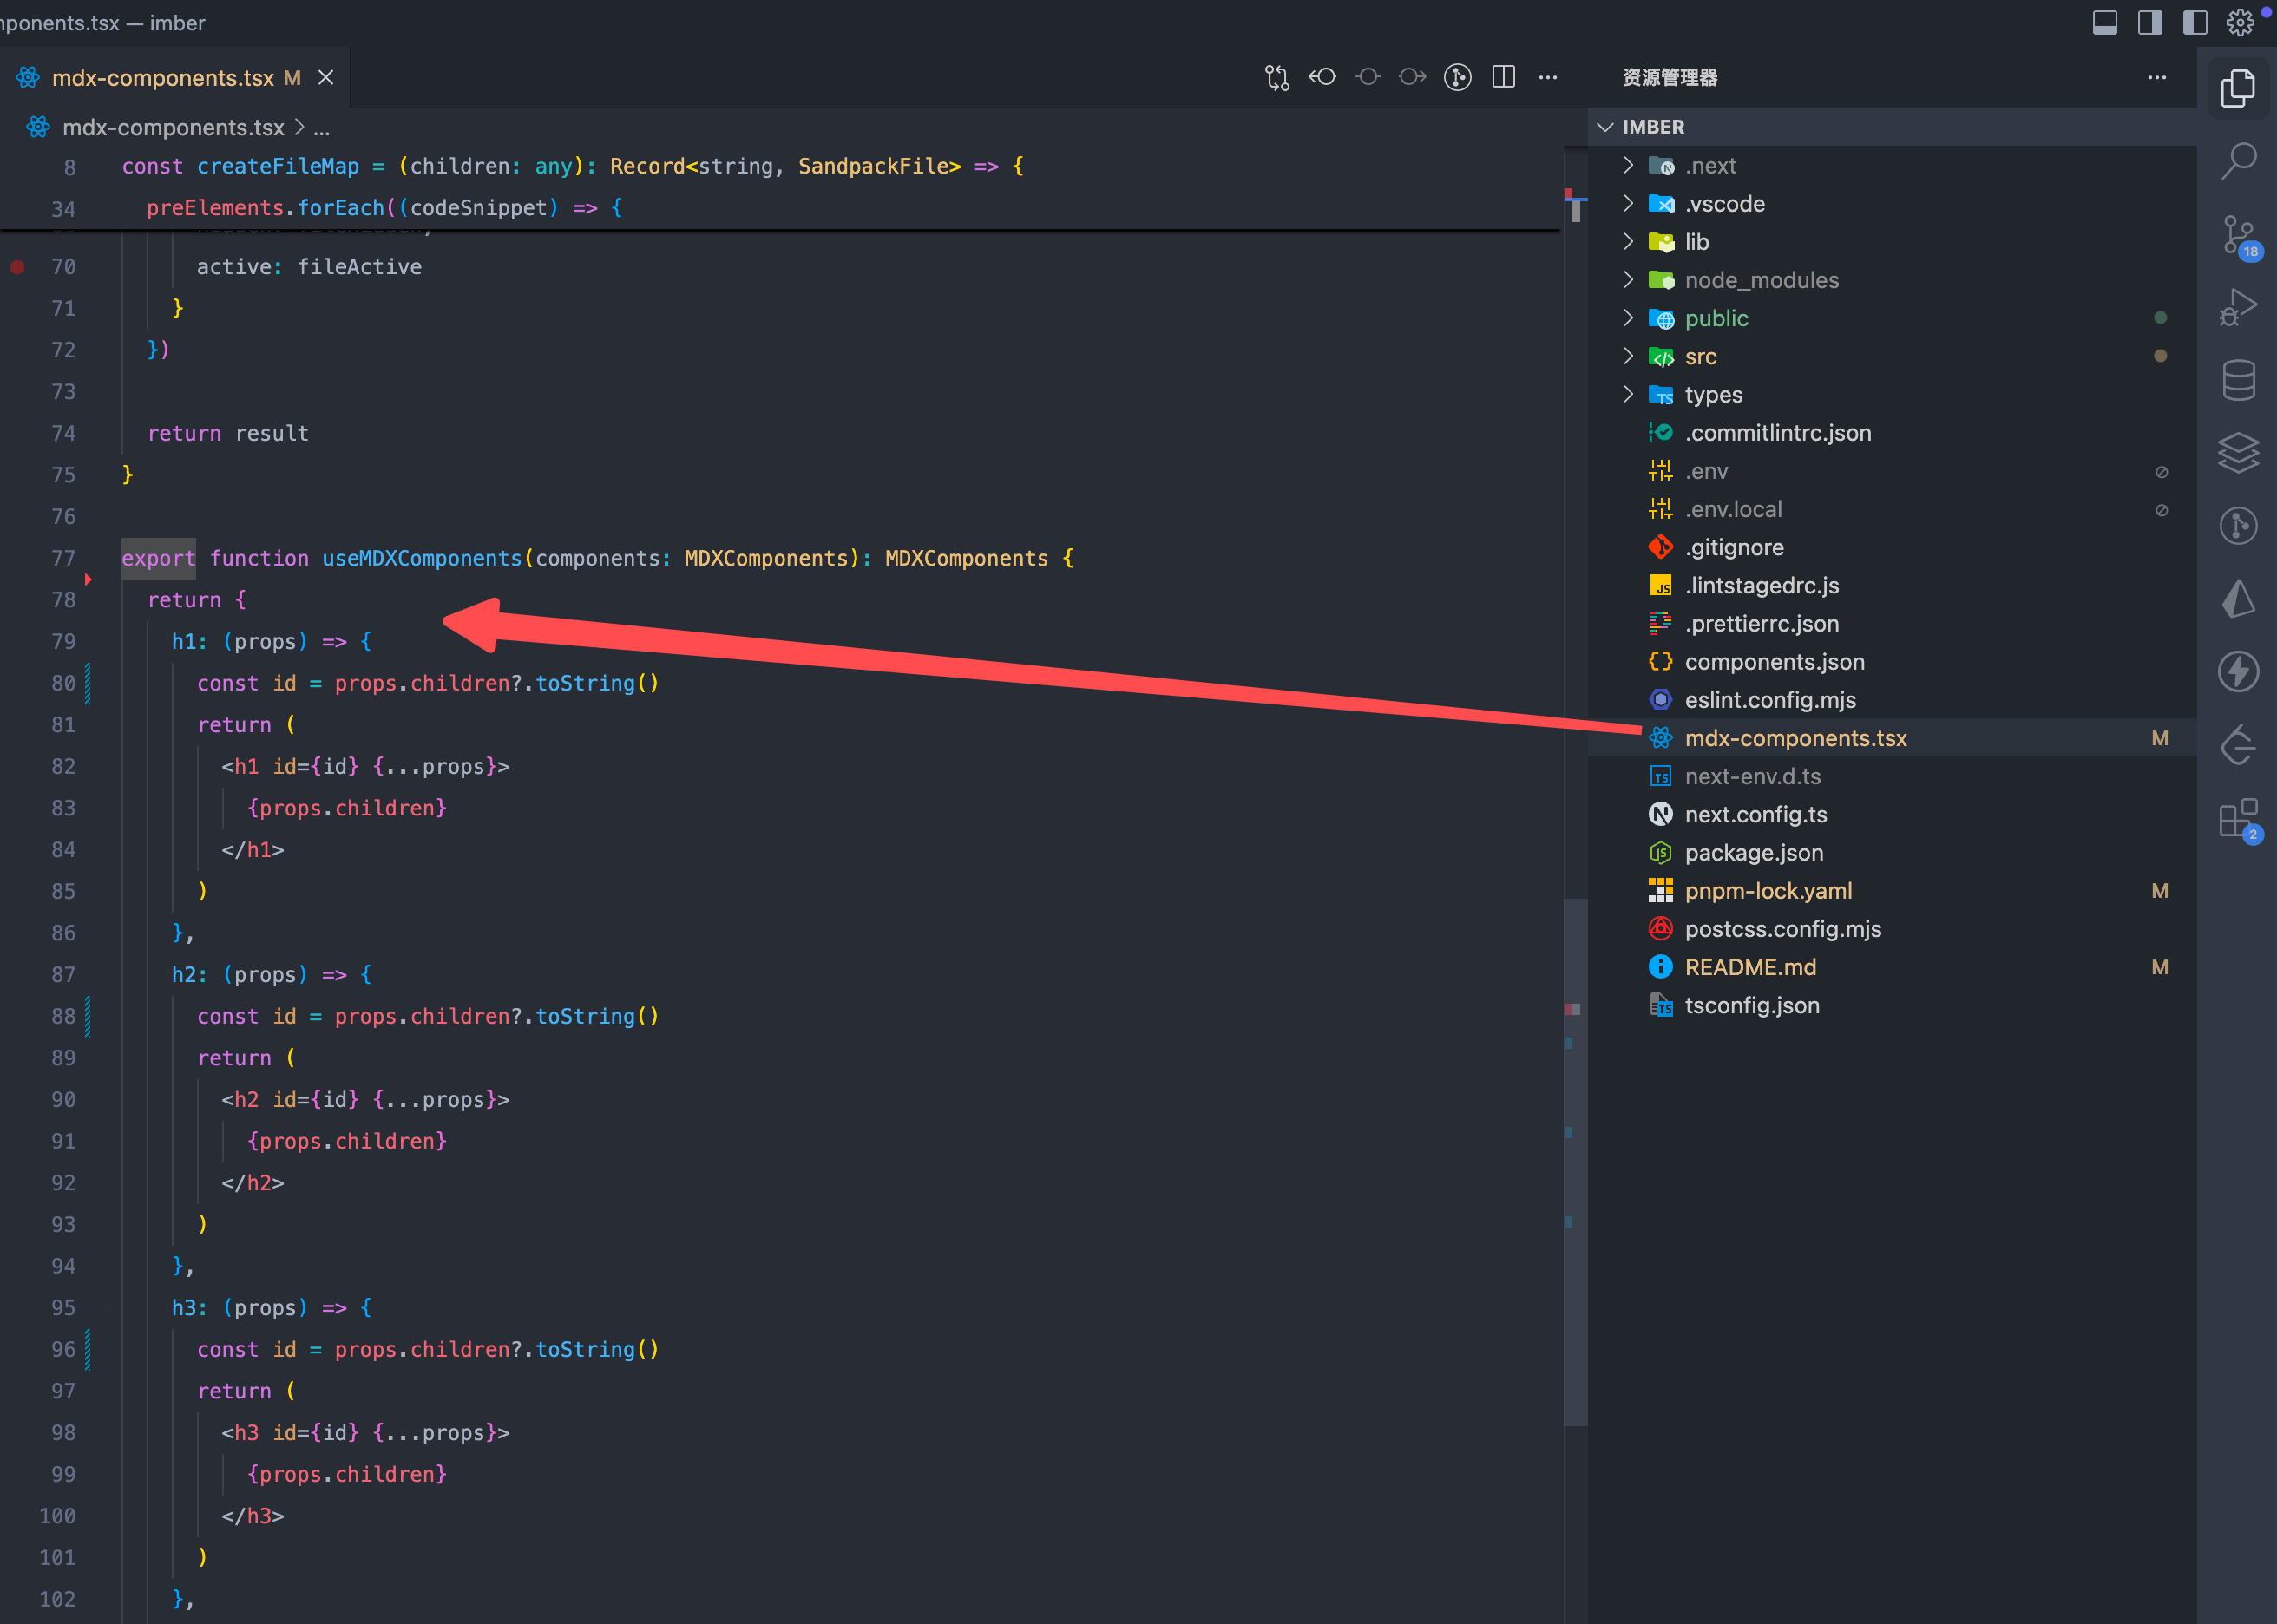 mponents.tsx — imber
mdx-components.tsx M
资源管理器
mdx-components.tsx > ...
IMBER
8 const createFileMap = (children: any): Record<string, SandpackFile> => {
34 preElements.forEach((codeSnippet) => {
70 active: fileActive
71 }
72 })
73
74 return result
75 }
76
77 export function useMDXComponents(components: MDXComponents): MDXComponents {
78 return {
79 h1: (props) => {
80 const id = props.children?.toString()
81 return (
82 <h1 id={id} {...props}>
83 {props.children}
84 </h1>
85 )
86 },
87 h2: (props) => {
88 const id = props.children?.toString()
89 return (
90 <h2 id={id} {...props}>
91 {props.children}
92 </h2>
93 )
94 },
95 h3: (props) => {
96 const id = props.children?.toString()
97 return (
98 <h3 id={id} {...props}>
99 {props.children}
100 </h3>
101 )
102 },
.next
.vscode
lib
node_modules
public
src
types
.commitlintrc.json
.env
.env.local
.gitignore
.lintstagedrc.js
.prettierrc.json
components.json
eslint.config.mjs
mdx-components.tsx M
next-env.d.ts
next.config.ts
package.json
pnpm-lock.yaml M
postcss.config.mjs
README.md M
tsconfig.json
18
2